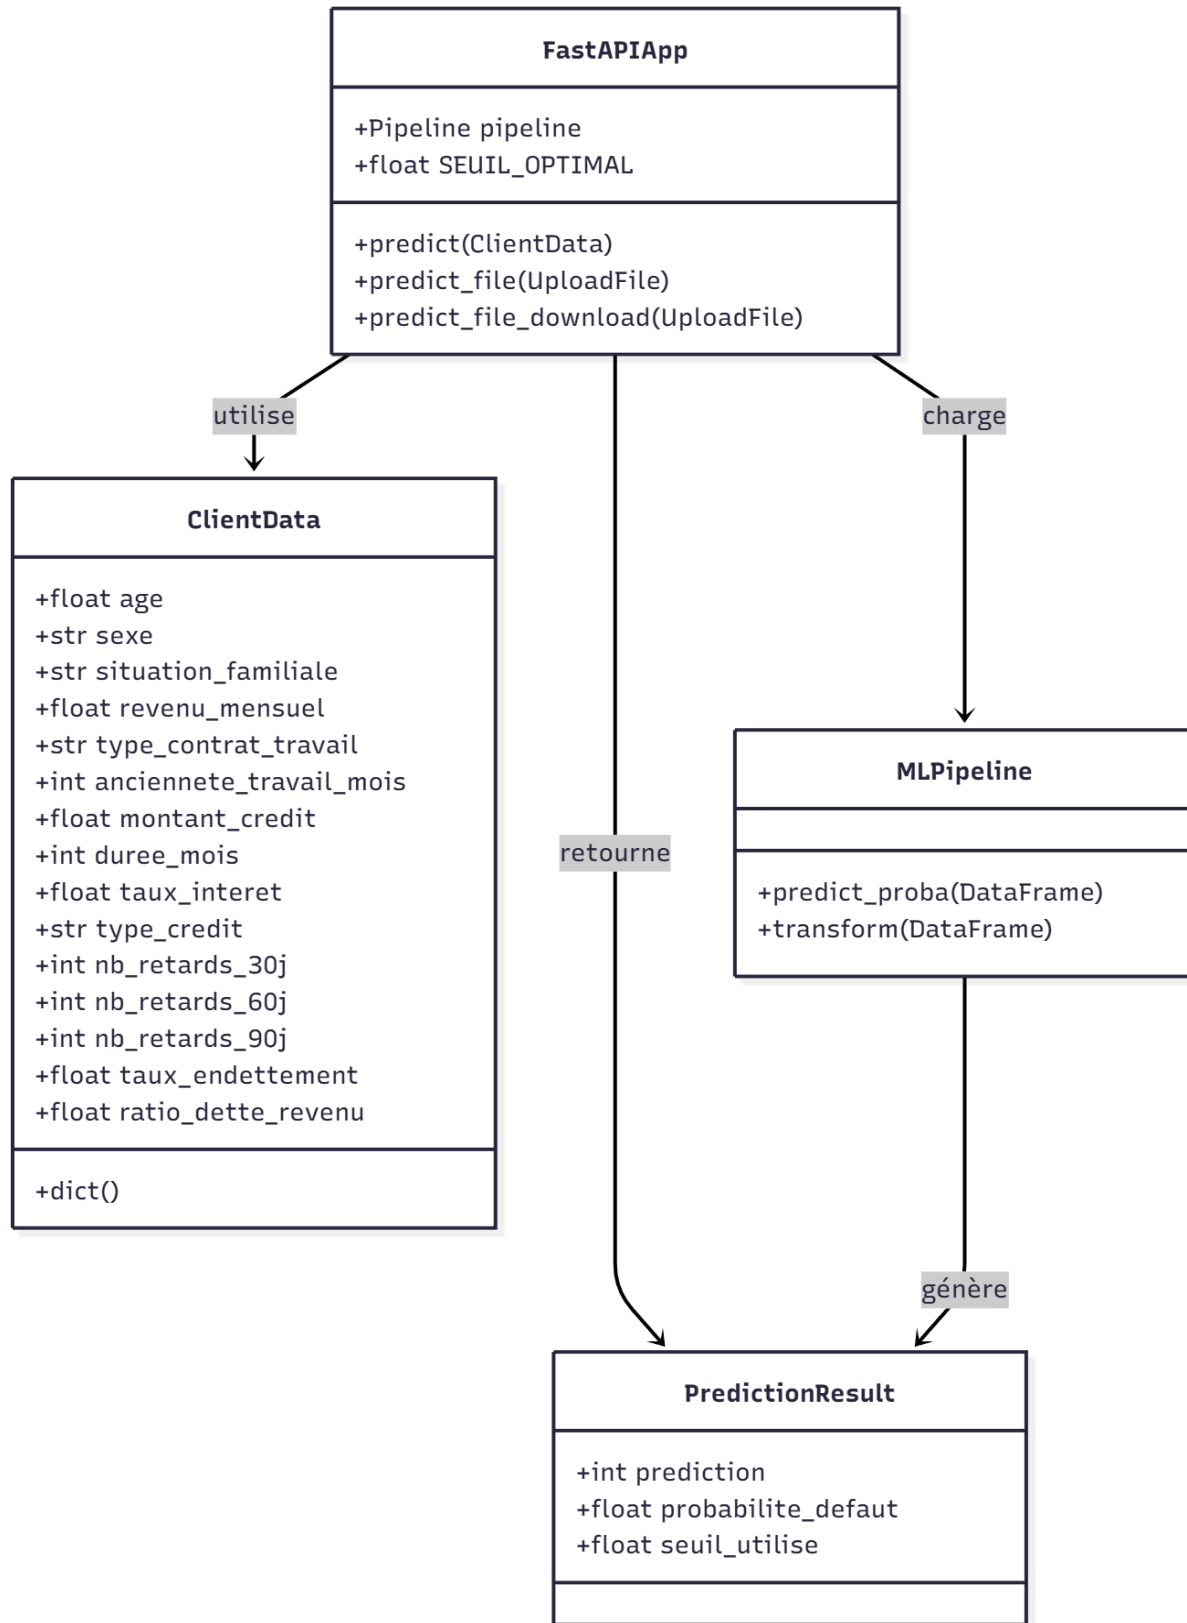 FastAPIApp
+Pipeline pipeline
+float SEUIL_OPTIMAL
+predict(ClientData)
+predict_file(UploadFile)
+predict_file_download(UploadFile)
utilise
charge
ClientData
+float age
+str sexe
+str situation_familiale
+float revenu_mensuel
+str type_contrat_travail
+int anciennete_travail_mois
+float montant_credit
+int duree_mois
+float taux_interet
+str type_credit
+int nb_retards_30j
+int nb_retards_60j
+int nb_retards_90j
+float taux_endettement
+float ratio_dette_revenu
+dict()
retourne
MLPipeline
+predict_proba(DataFrame)
+transform(DataFrame)
génère
PredictionResult
+int prediction
+float probabilite_defaut
+float seuil_utilise